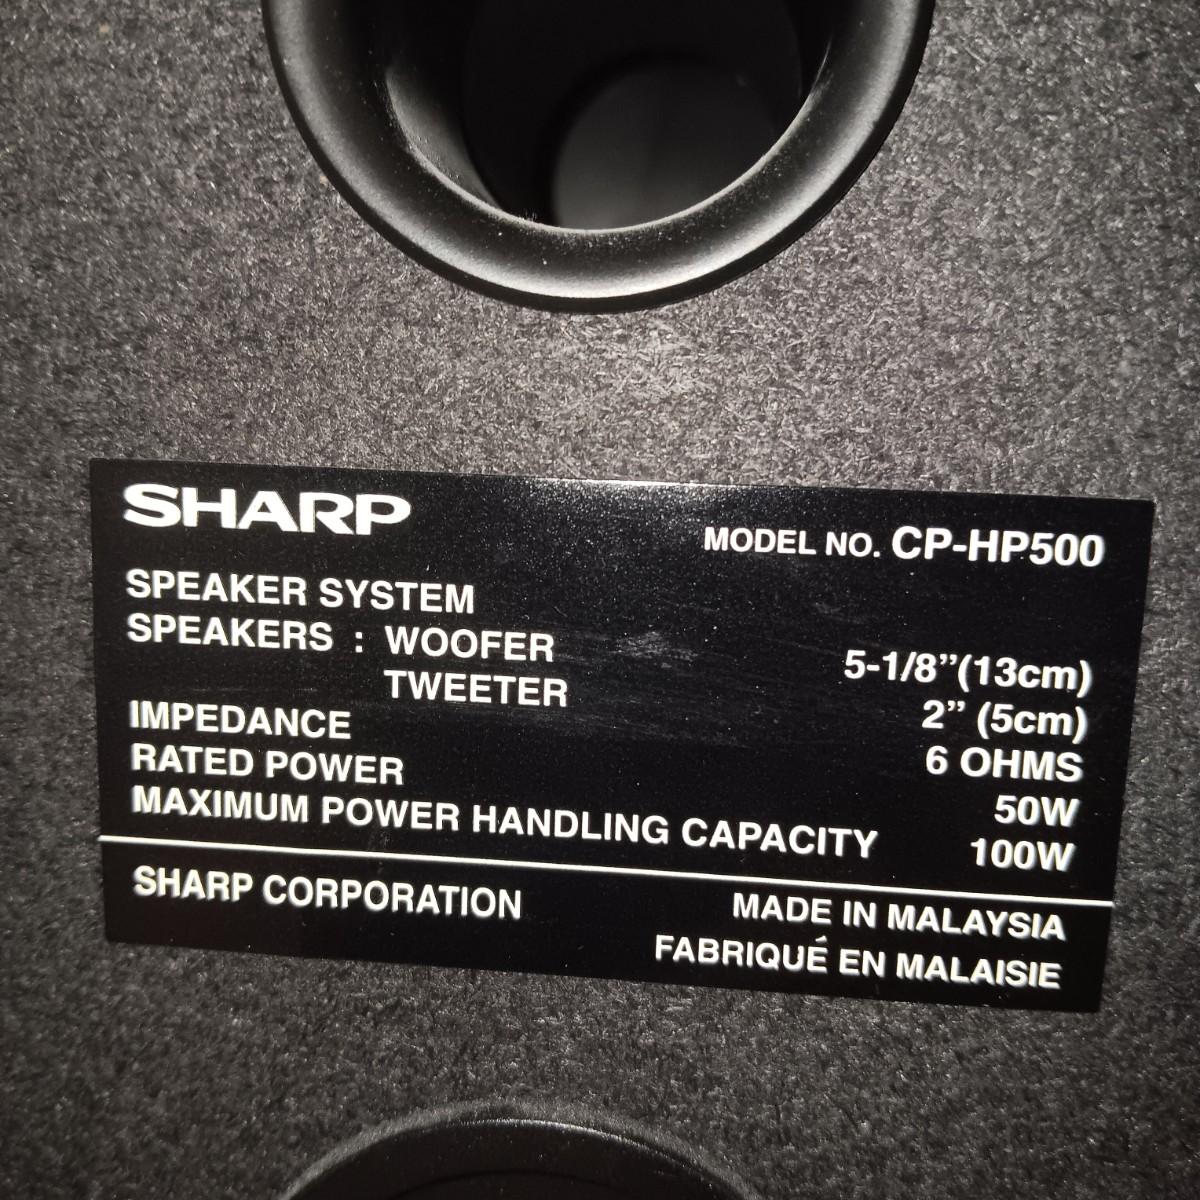 SHARP
MODEL NO. CP-HP500
SPEAKER SYSTEM
SPEAKERS : WOOFER 5-1/8”(13cm)
TWEETER 2” (5cm)
IMPEDANCE 6 OHMS
RATED POWER 50W
MAXIMUM POWER HANDLING CAPACITY 100W
SHARP CORPORATION MADE IN MALAYSIA
FABRIQUÉ EN MALAISIE